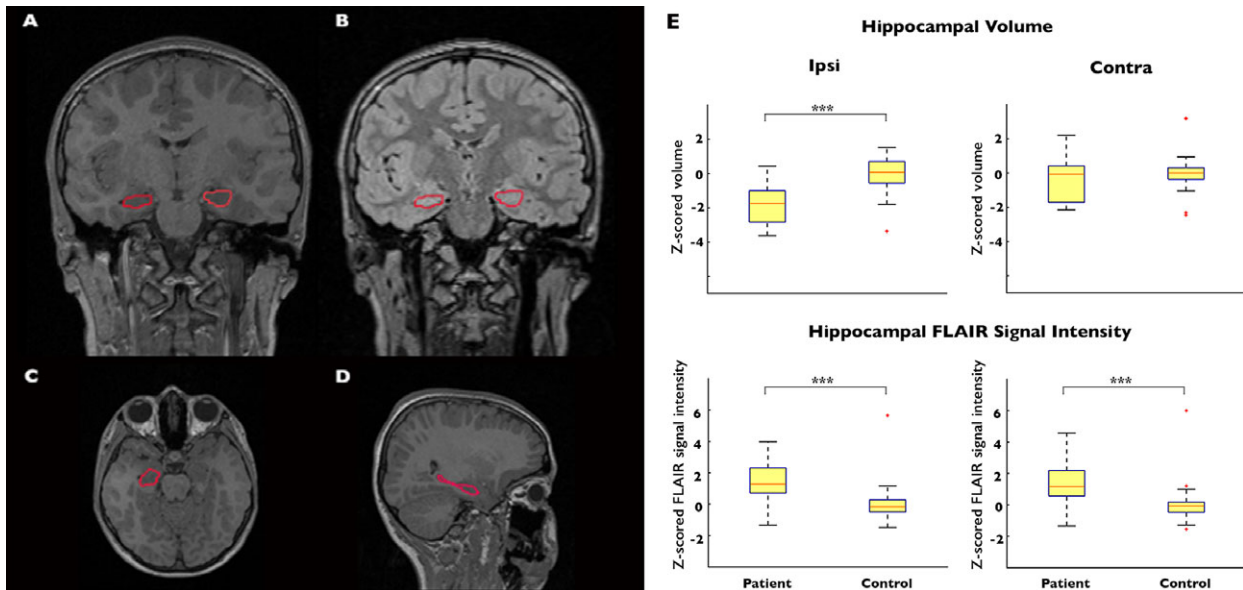 A
B
C
D
E
Hippocampal Volume
Ipsi
Contra
Z-scored volume
2
0
-2
-4
***
Z-scored volume
2
0
-2
-4
Hippocampal FLAIR Signal Intensity
Z-scored FLAIR signal intensity
6
4
2
0
-2
***
Patient
Control
Z-scored FLAIR signal intensity
6
4
2
0
-2
***
Patient
Control